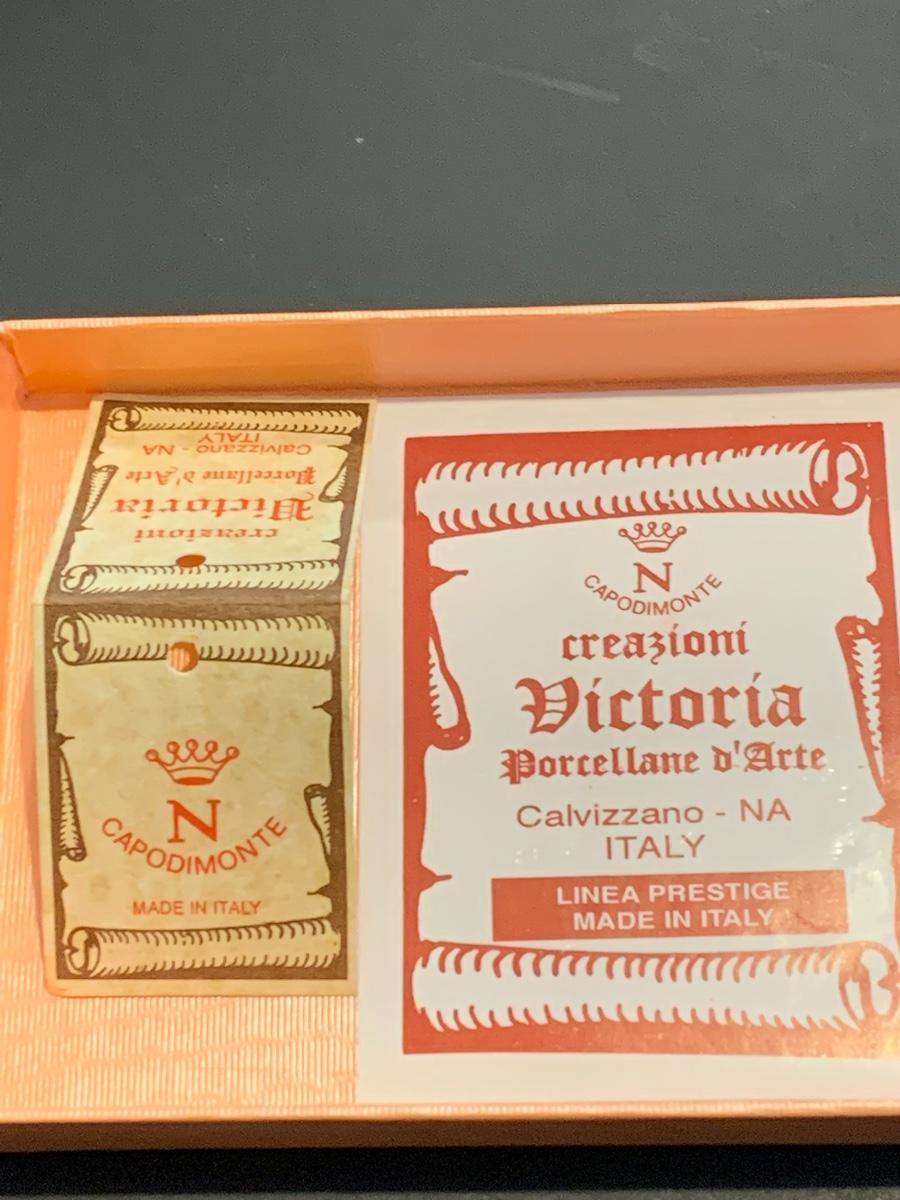 creazioni
Victoria
Porcellane d'Arte
Calvizzano - NA
ITALY
N
CAPODIMONTE
MADE IN ITALY
N
CAPODIMONTE
creazioni
Victoria
Porcellane d'Arte
Calvizzano - NA
ITALY
LINEA PRESTIGE
MADE IN ITALY